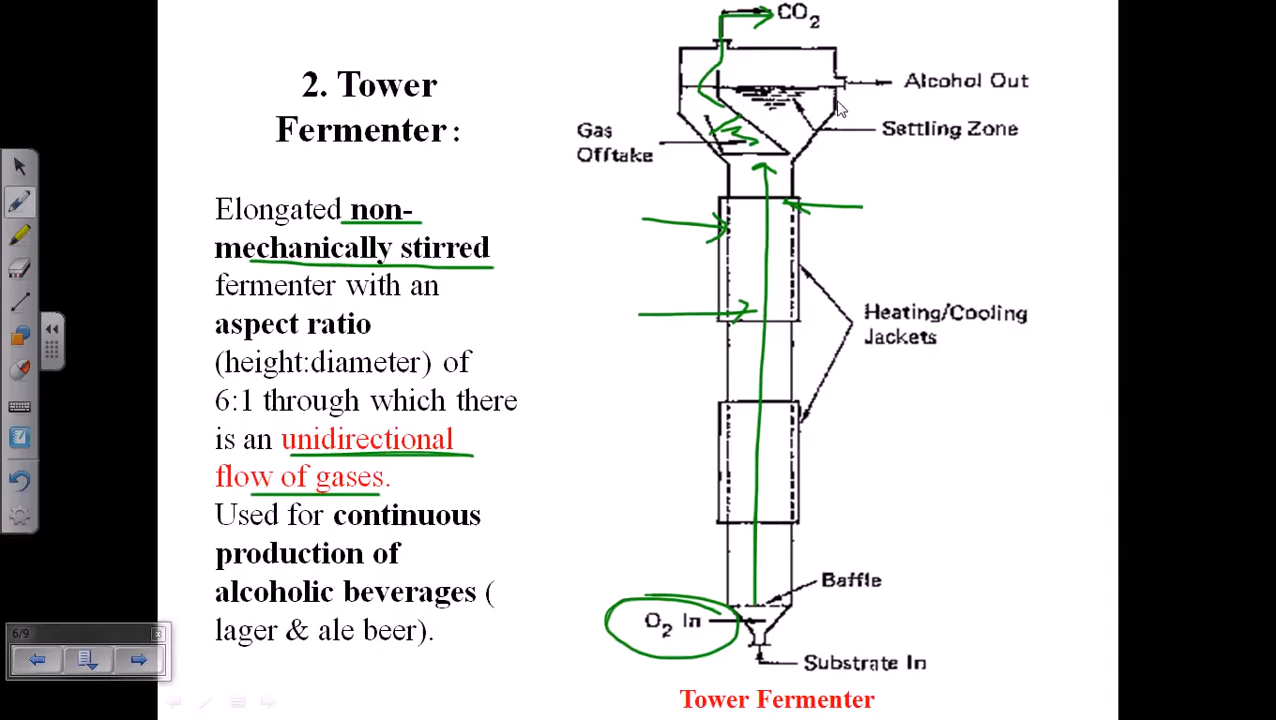 2. Tower
Fermenter :
Elongated non-
mechanically stirred
fermenter with an
aspect ratio
(height:diameter) of
6:1 through which there
is an unidirectional
flow of gases.
Used for continuous
production of
alcoholic beverages (
lager & ale beer).
CO2
Alcohol Out
Settling Zone
Gas
Offtake
Heating/Cooling
Jackets
Baffle
O2 In
Substrate In
Tower Fermenter
6/9